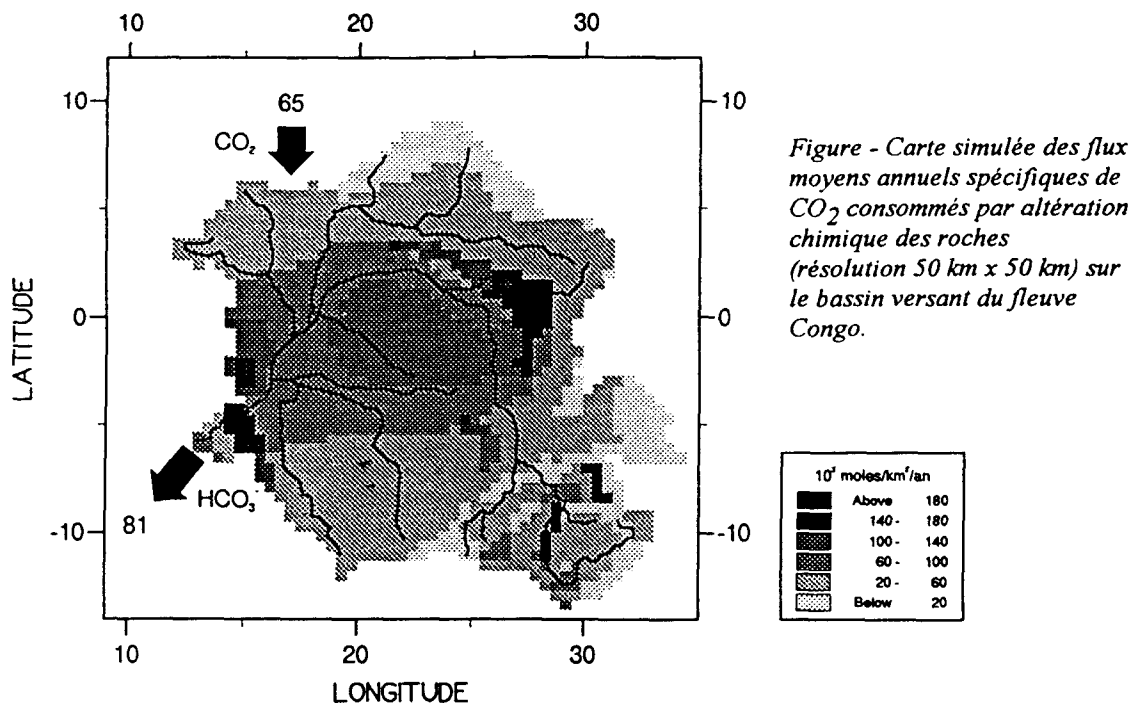 10 20 30
10 10
65
CO₂
0 0
LATITUDE
HCO₃⁻
81
-10 -10
10 20 30
LONGITUDE
Figure - Carte simulée des flux
moyens annuels spécifiques de
CO₂ consommés par altération
chimique des roches
(résolution 50 km x 50 km) sur
le bassin versant du fleuve
Congo.
10³ moles/km²/an
Above 180
140 - 180
100 - 140
60 - 100
20 - 60
Below 20